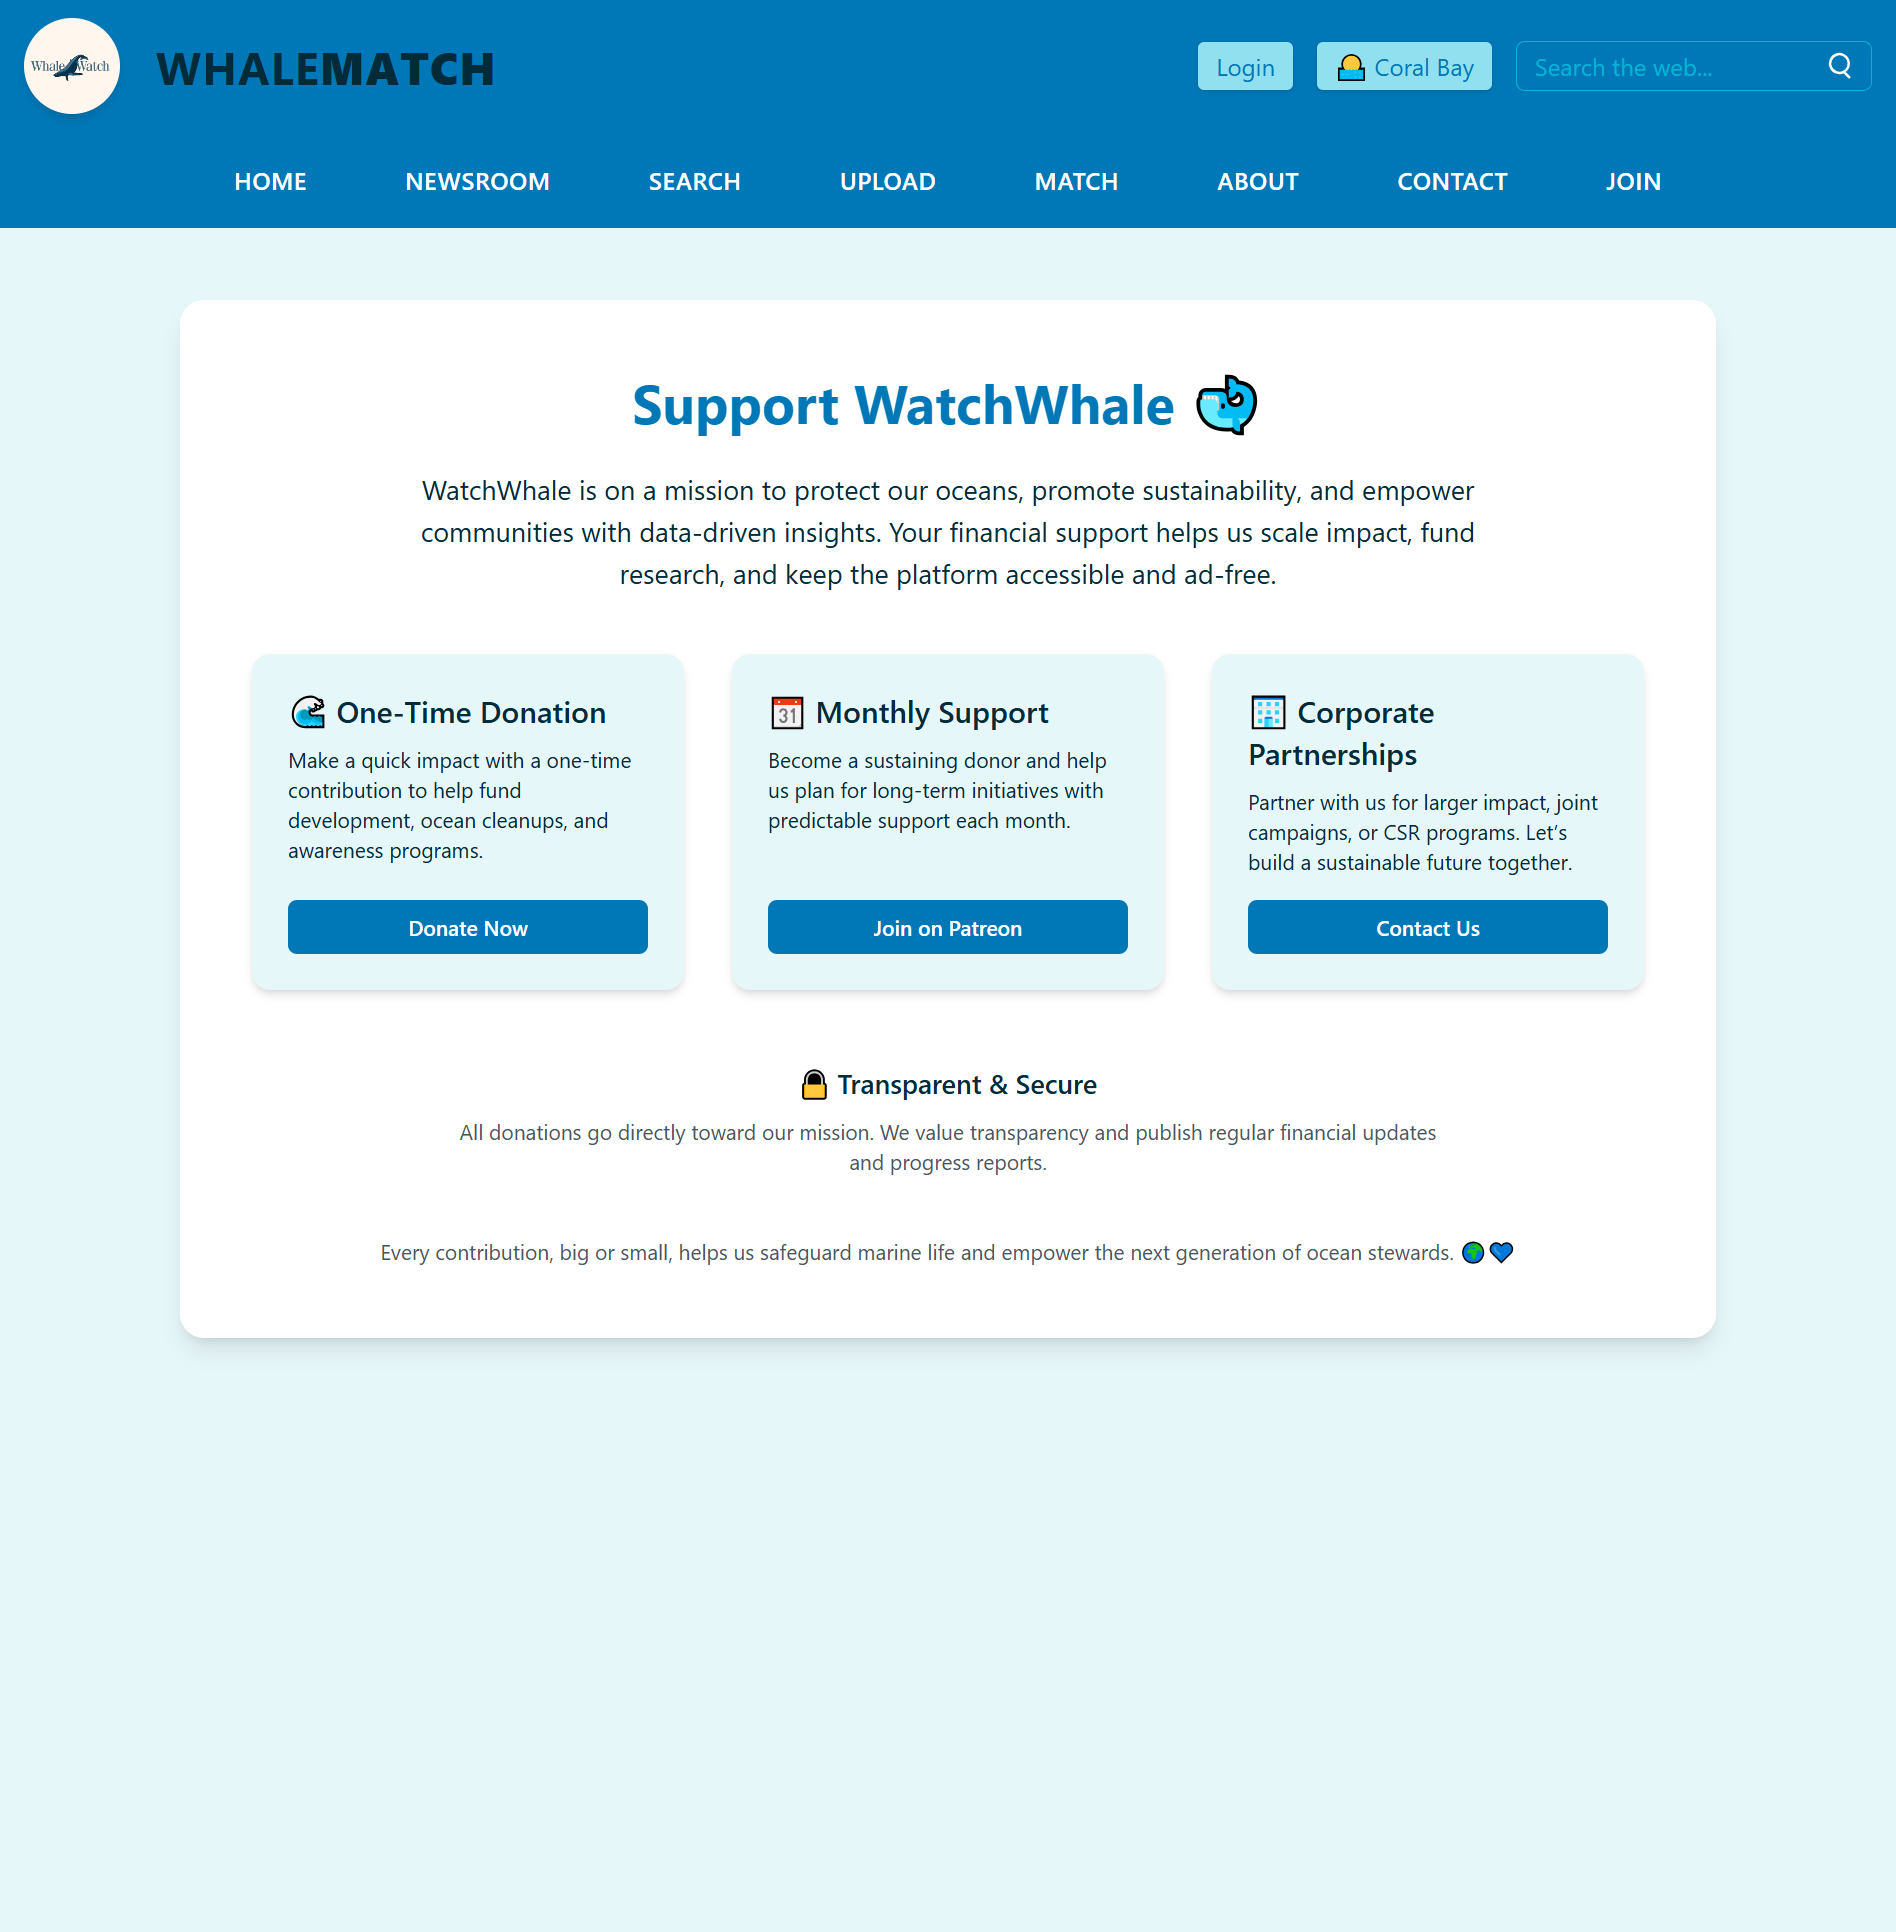 Whale Watch
WHALEMATCH
Login
Coral Bay
Search the web...
HOME
NEWSROOM
SEARCH
UPLOAD
MATCH
ABOUT
CONTACT
JOIN
Support WatchWhale
WatchWhale is on a mission to protect our oceans, promote sustainability, and empower
communities with data-driven insights. Your financial support helps us scale impact, fund
research, and keep the platform accessible and ad-free.
One-Time Donation
Make a quick impact with a one-time
contribution to help fund
development, ocean cleanups, and
awareness programs.
Donate Now
31 Monthly Support
Become a sustaining donor and help
us plan for long-term initiatives with
predictable support each month.
Join on Patreon
Corporate
Partnerships
Partner with us for larger impact, joint
campaigns, or CSR programs. Let’s
build a sustainable future together.
Contact Us
Transparent & Secure
All donations go directly toward our mission. We value transparency and publish regular financial updates
and progress reports.
Every contribution, big or small, helps us safeguard marine life and empower the next generation of ocean stewards.